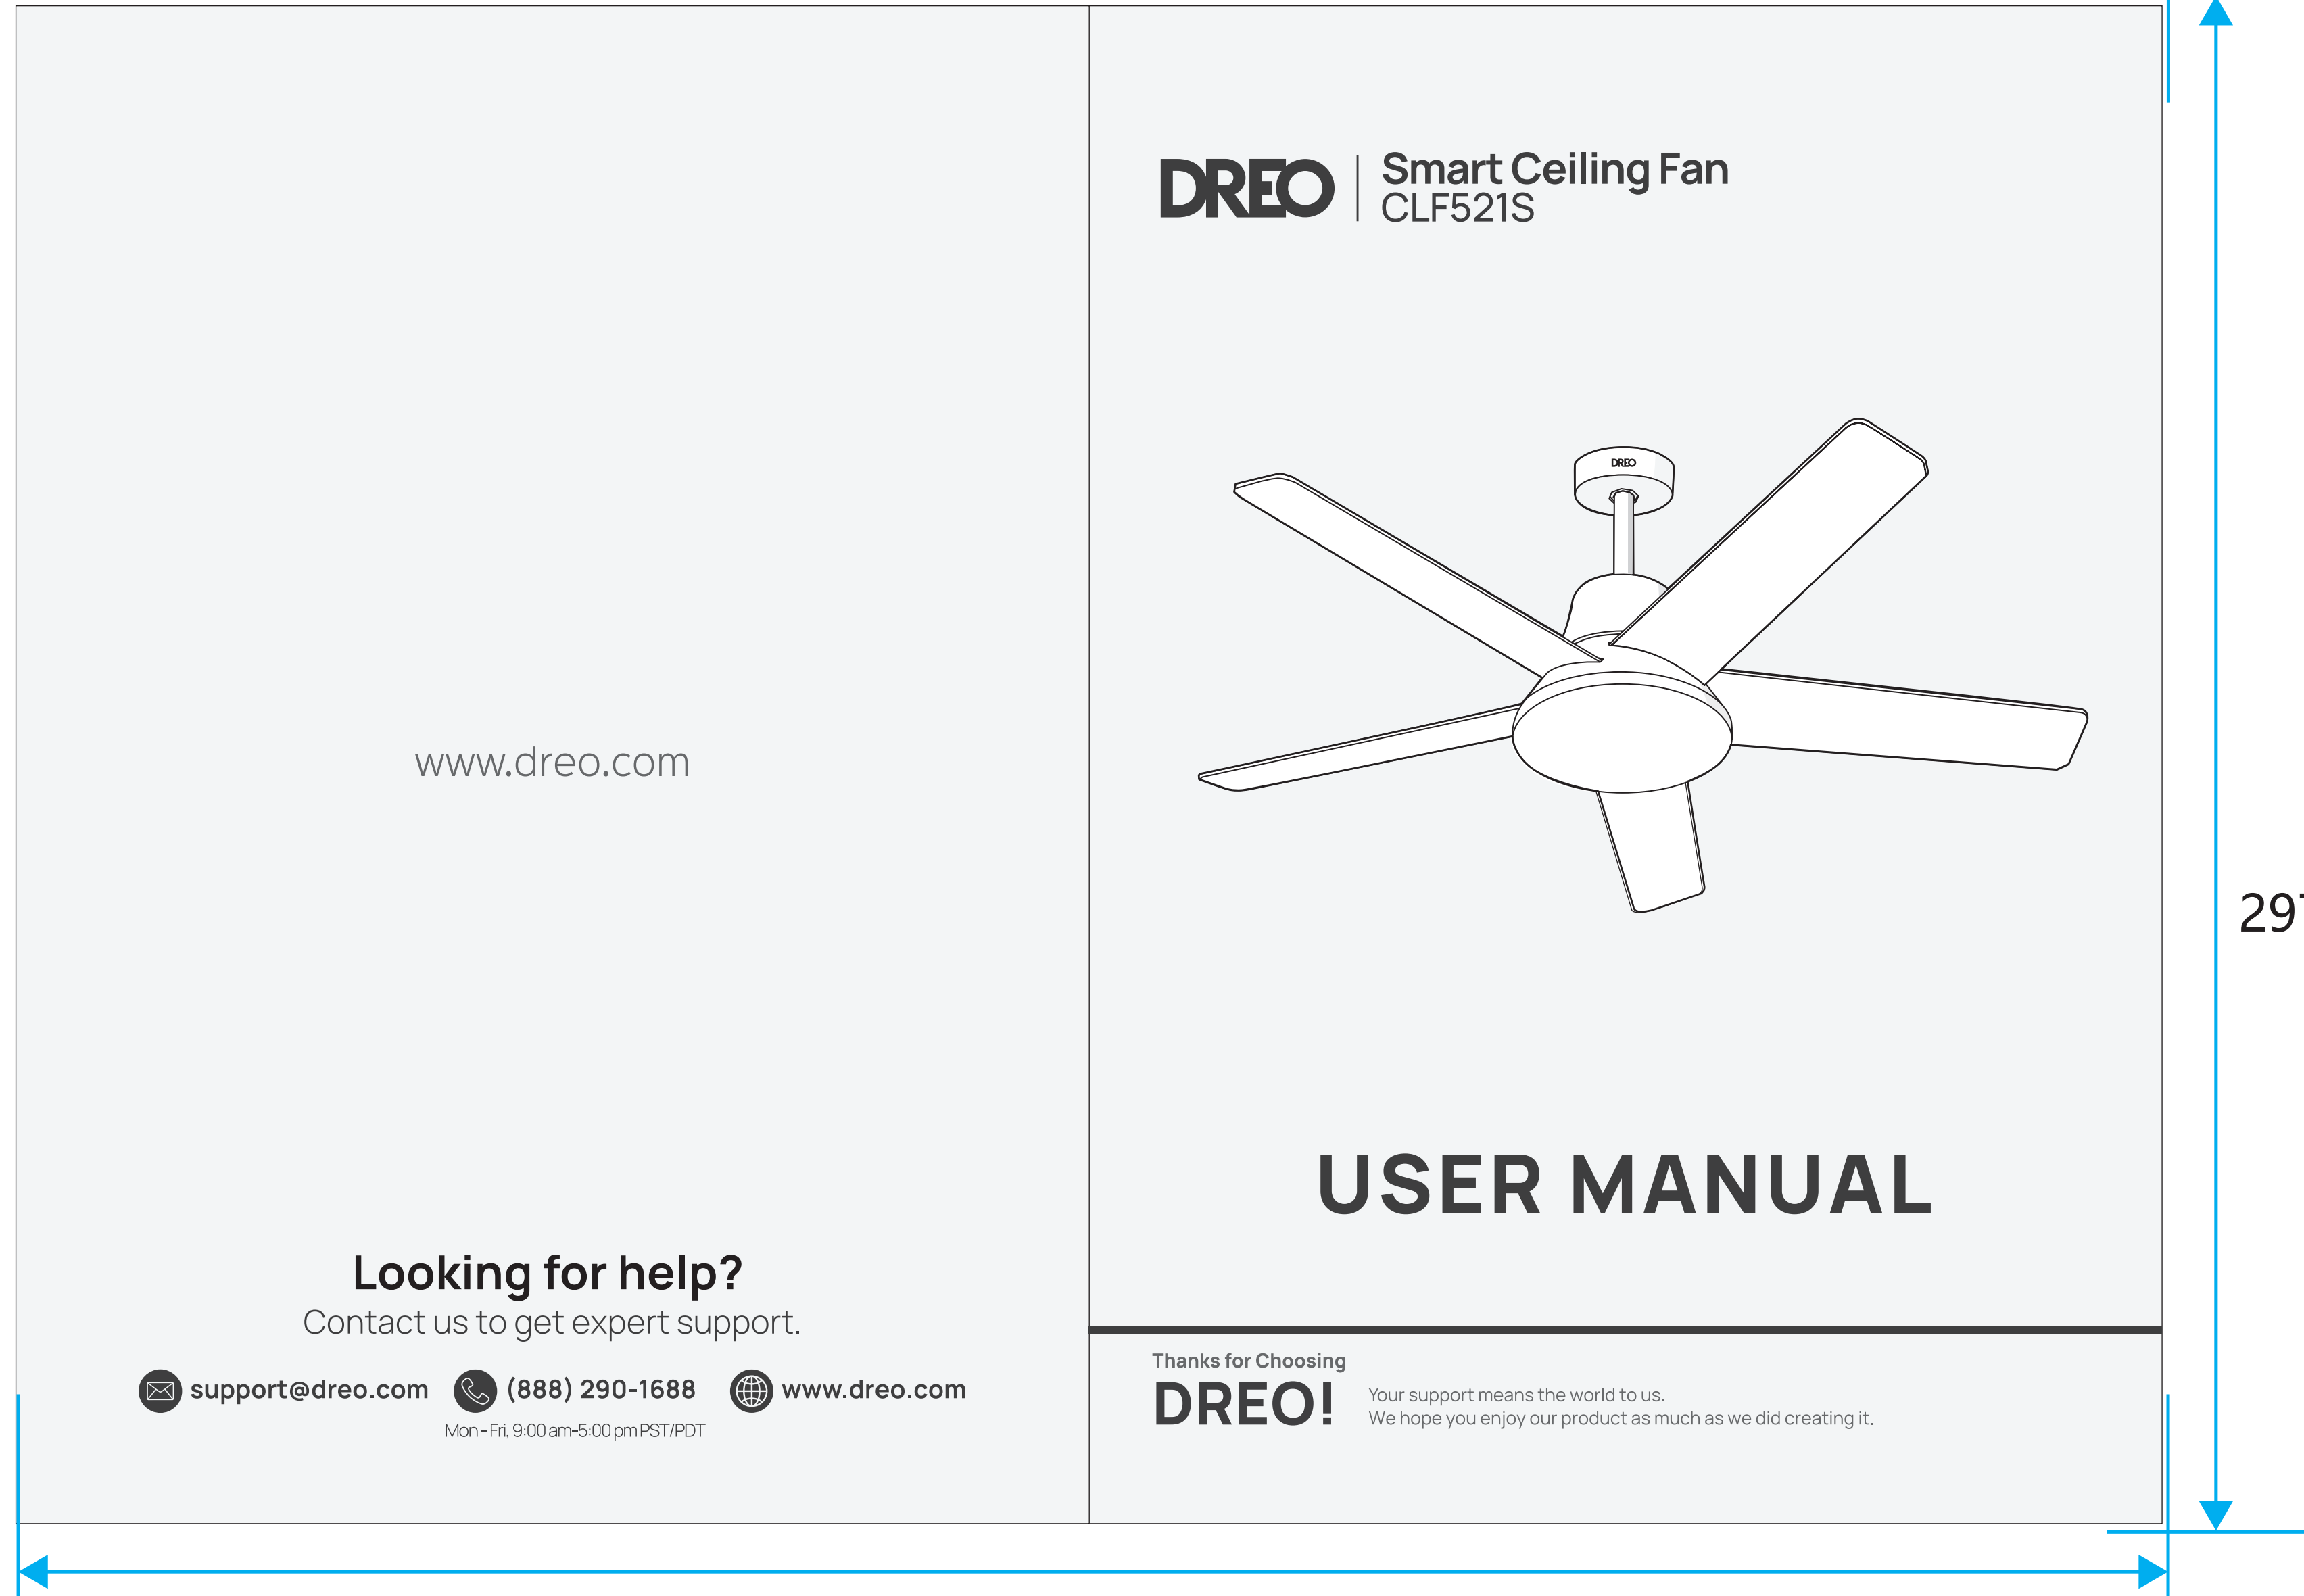 www.dreo.com
Looking for help?
Contact us to get expert support.
support@dreo.com (888) 290-1688 www.dreo.com
Mon - Fri, 9:00 am-5:00 pm PST/PDT
DREO
Smart Ceiling Fan
CLF521S
DREO
USER MANUAL
Thanks for Choosing
DREO!
Your support means the world to us.
We hope you enjoy our product as much as we did creating it.